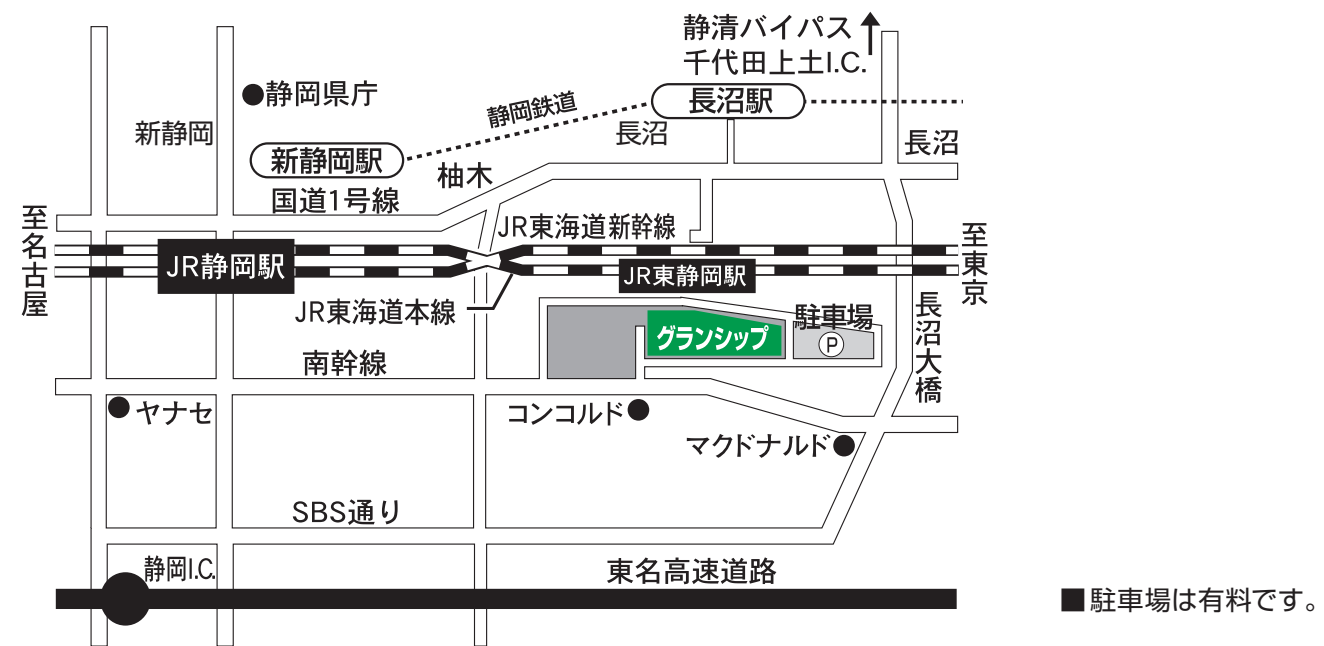 静清バイパス
千代田上土I.C.
静岡県庁
静岡鉄道
長沼駅
新静岡
長沼
長沼
新静岡駅
柚木
国道1号線
至名古屋
JR東海道新幹線
至東京
JR静岡駅
JR東静岡駅
JR東海道本線
駐車場
長沼大橋
グランシップ
P
南幹線
ヤナセ
コンコルド
マクドナルド
SBS通り
静岡I.C.
東名高速道路
■駐車場は有料です。